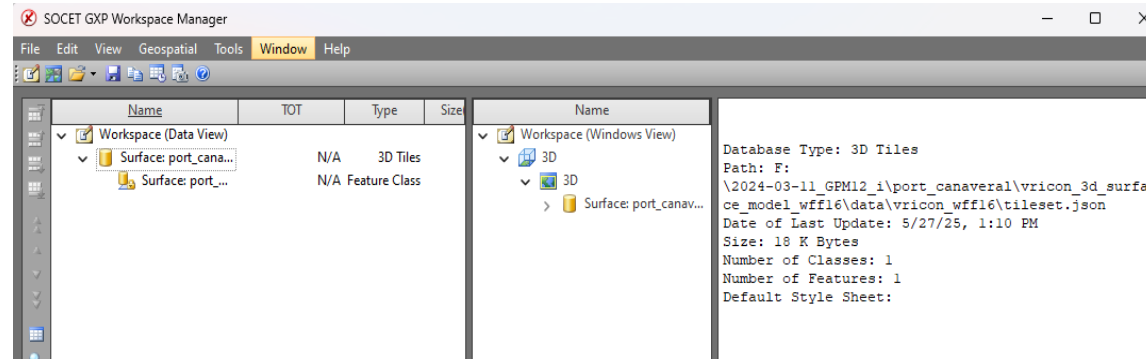 SOCET GXP Workspace Manager
File Edit View Geospatial Tools Window Help
Name TOT Type Size(
Workspace (Data View)
Surface: port_cana... N/A 3D Tiles
Surface: port_... N/A Feature Class
Name
Workspace (Windows View)
3D
3D
Surface: port_canav...
Database Type: 3D Tiles
Path: F:
\2024-03-11_GPM12_i\port_canaveral\vricon_3d_surfa
ce_model_wff16\data\vricon_wff16\tileset.json
Date of Last Update: 5/27/25, 1:10 PM
Size: 18 K Bytes
Number of Classes: 1
Number of Features: 1
Default Style Sheet: